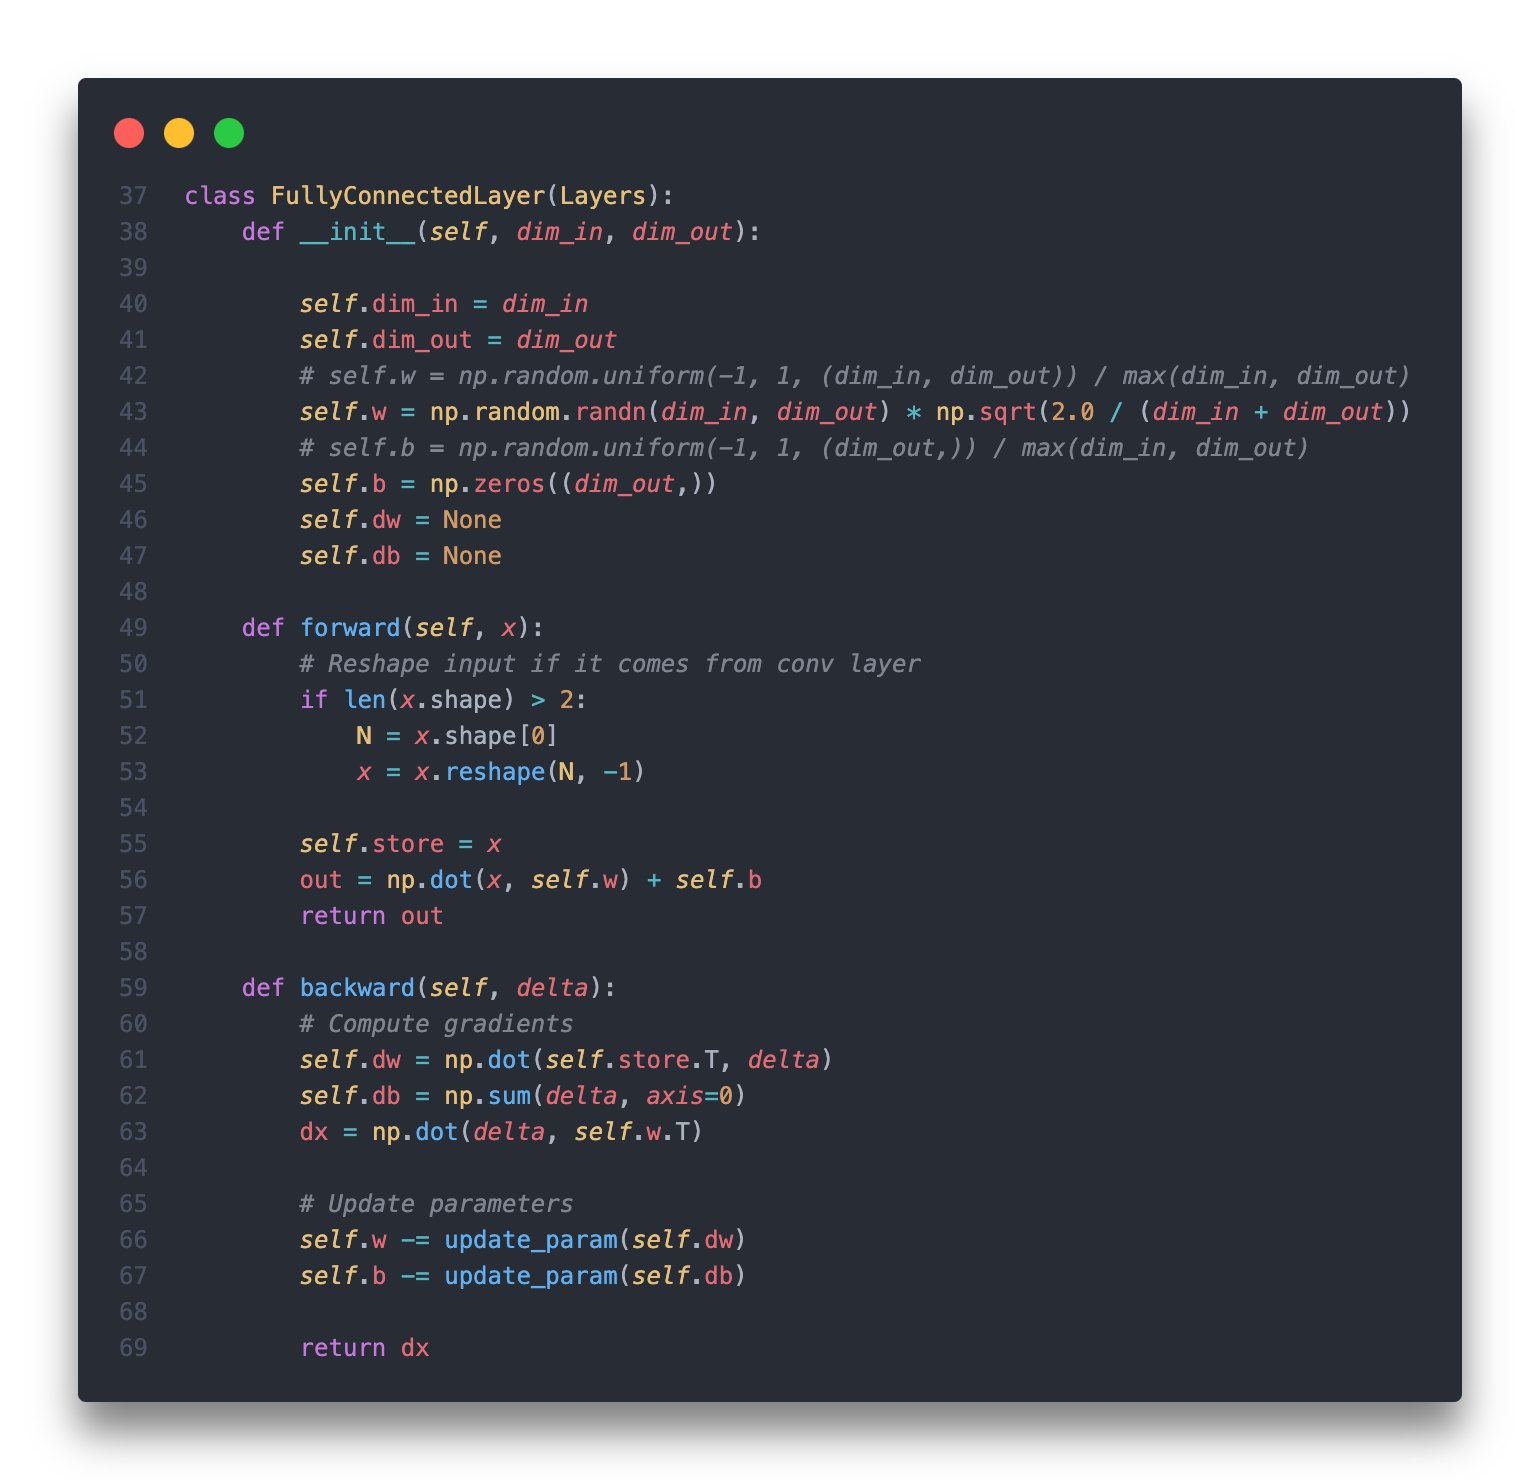 37 class FullyConnectedLayer(Layers):
38     def __init__(self, dim_in, dim_out):
39
40         self.dim_in = dim_in
41         self.dim_out = dim_out
42         # self.w = np.random.uniform(-1, 1, (dim_in, dim_out)) / max(dim_in, dim_out)
43         self.w = np.random.randn(dim_in, dim_out) * np.sqrt(2.0 / (dim_in + dim_out))
44         # self.b = np.random.uniform(-1, 1, (dim_out,)) / max(dim_in, dim_out)
45         self.b = np.zeros((dim_out,))
46         self.dw = None
47         self.db = None
48
49     def forward(self, x):
50         # Reshape input if it comes from conv layer
51         if len(x.shape) > 2:
52             N = x.shape[0]
53             x = x.reshape(N, -1)
54
55         self.store = x
56         out = np.dot(x, self.w) + self.b
57         return out
58
59     def backward(self, delta):
60         # Compute gradients
61         self.dw = np.dot(self.store.T, delta)
62         self.db = np.sum(delta, axis=0)
63         dx = np.dot(delta, self.w.T)
64
65         # Update parameters
66         self.w -= update_param(self.dw)
67         self.b -= update_param(self.db)
68
69         return dx